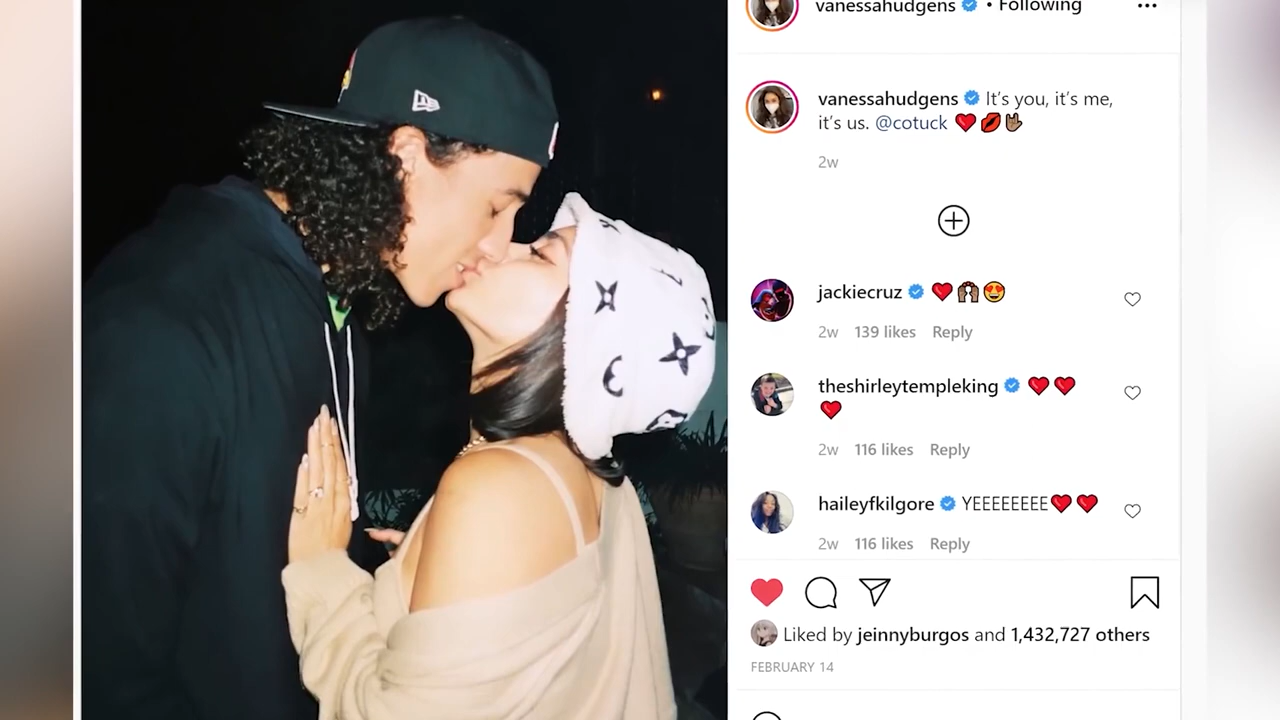 vanessahudgens • Following
vanessahudgens It's you, it's me,
it's us. @cotuck ❤️💋🤟🏽
2w
jackiecruz ❤️🙌🏽😍
2w 139 likes Reply
theshirleytempleking ❤️❤️
❤️
2w 116 likes Reply
haileyfkilgore YEEEEEEEE❤️❤️
2w 116 likes Reply
Liked by jeinnyburgos and 1,432,727 others
FEBRUARY 14